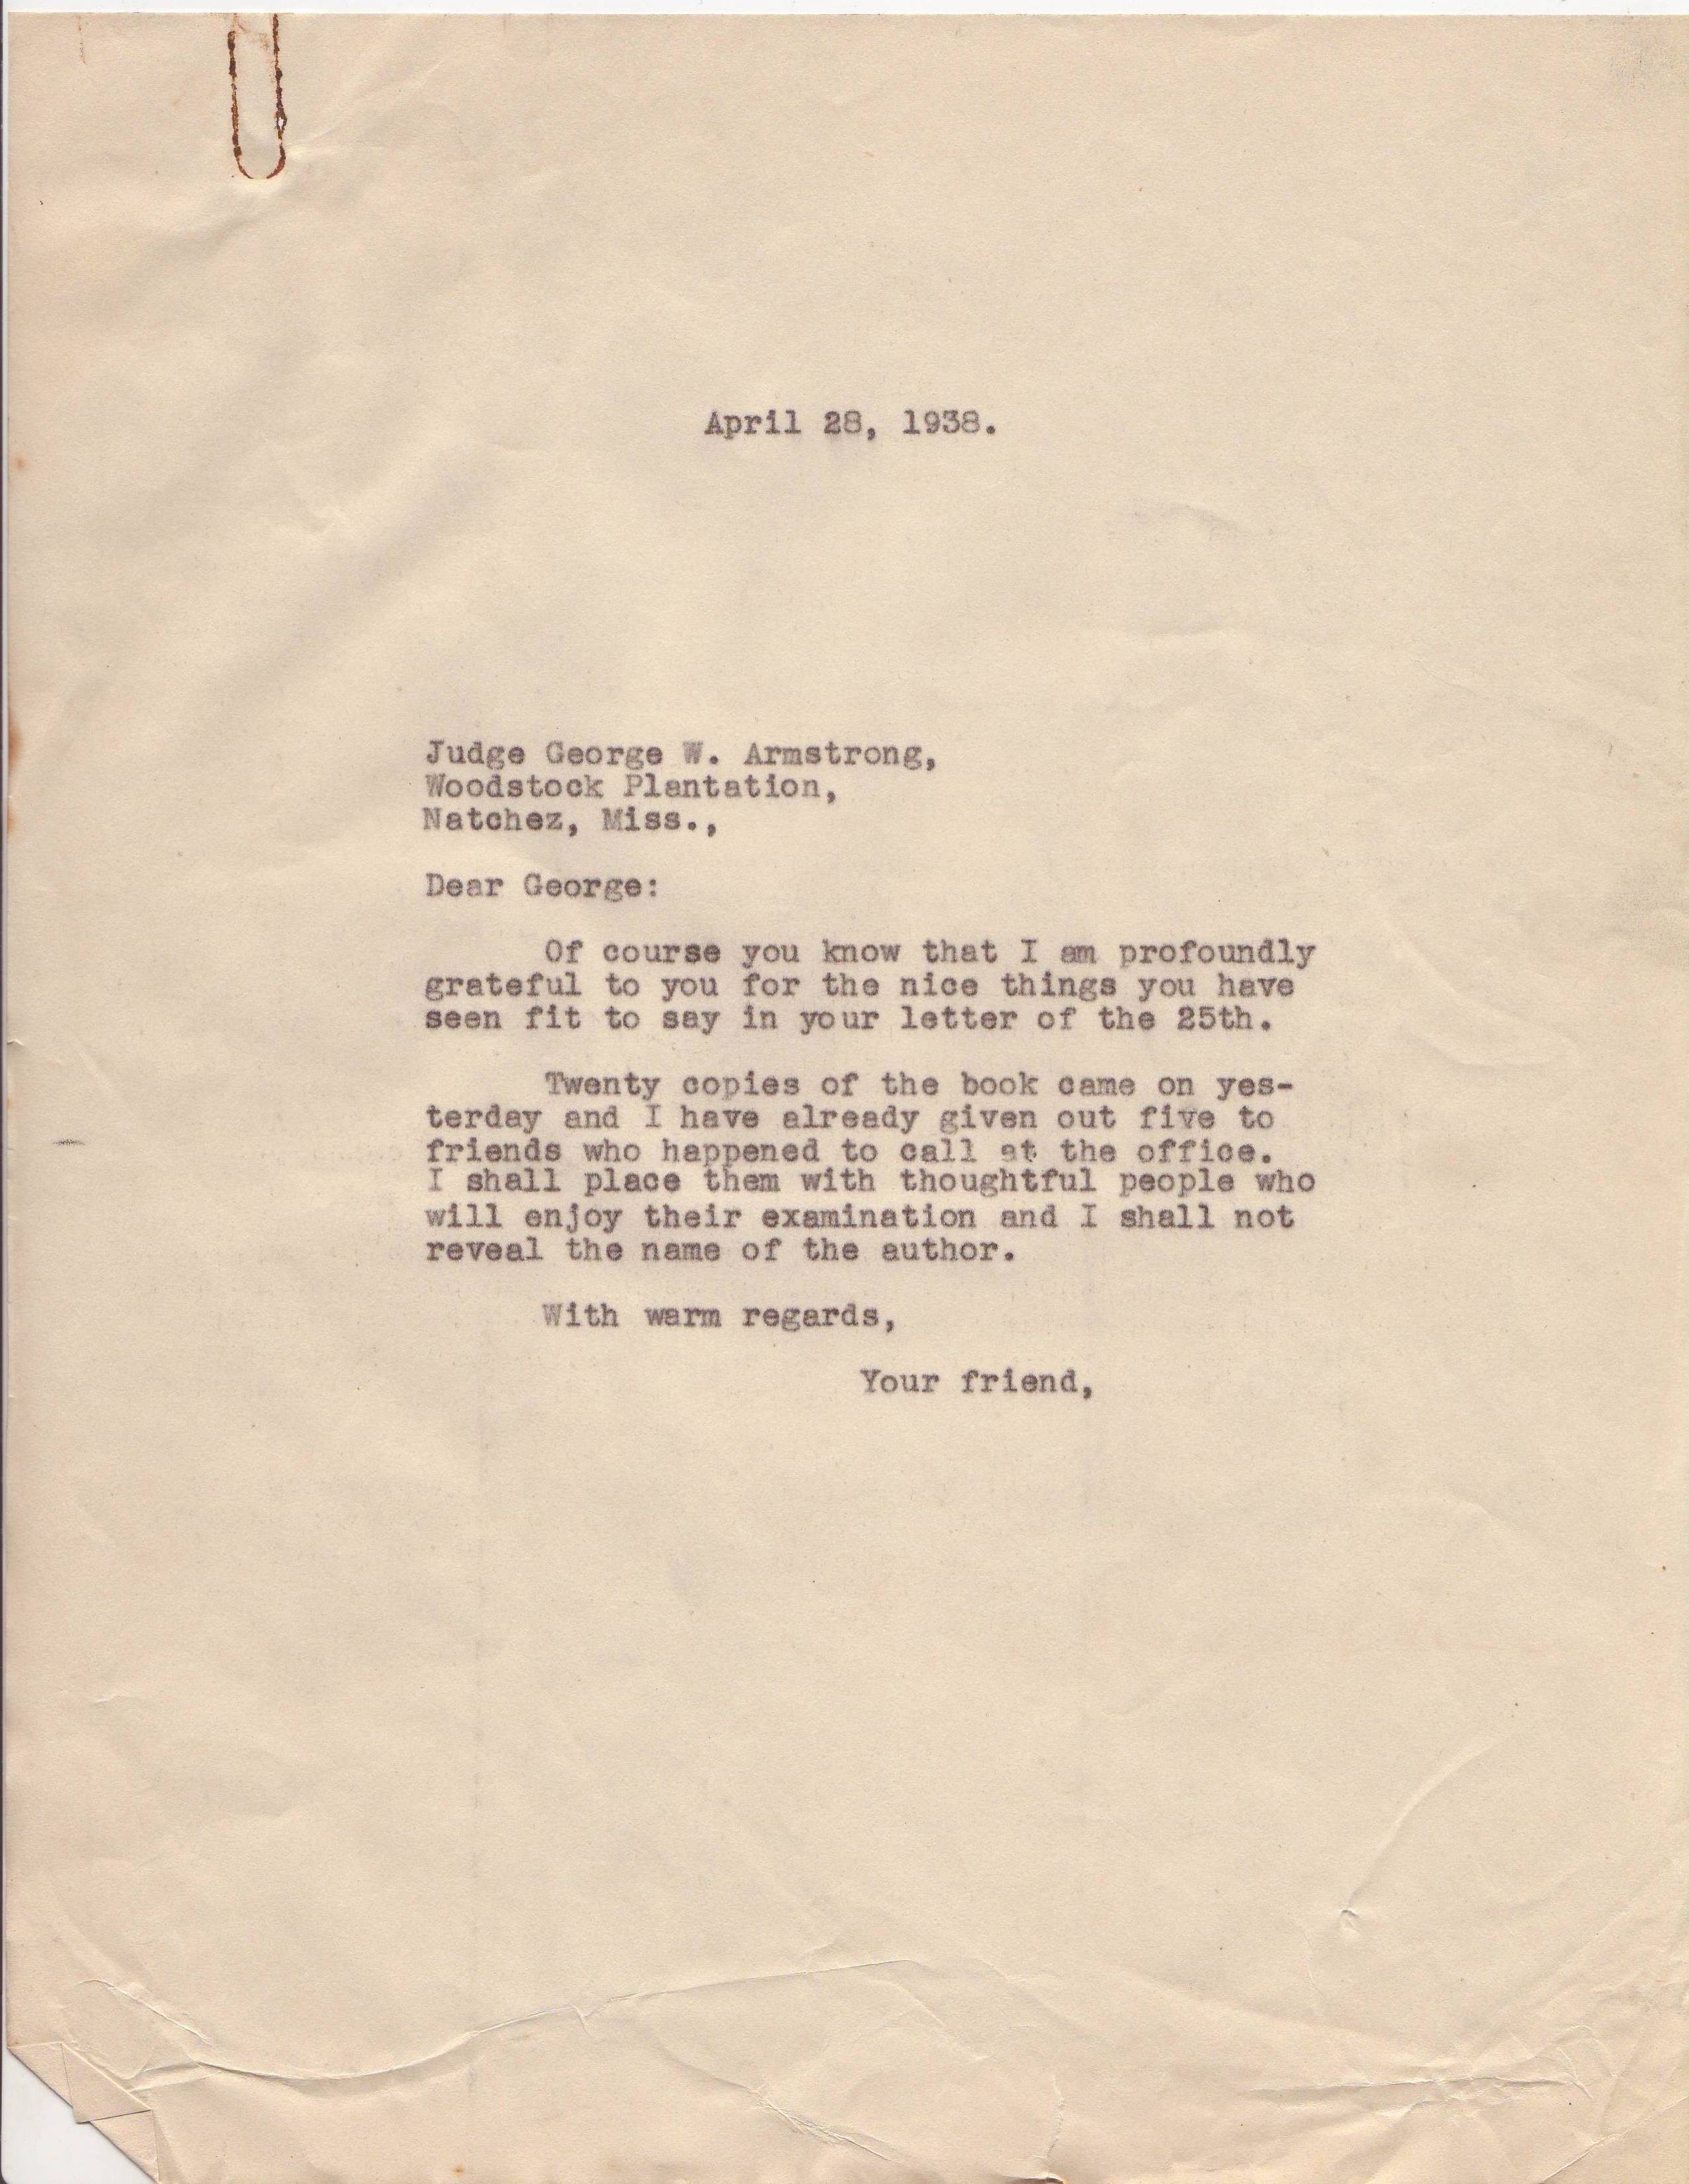 April 28, 1938.
Judge George W. Armstrong,
Woodstock Plantation,
Natchez, Miss.,
Dear George:
Of course you know that I am profoundly
grateful to you for the nice things you have
seen fit to say in your letter of the 25th.
Twenty copies of the book came on yes-
terday and I have already given out five to
friends who happened to call at the office.
I shall place them with thoughtful people who
will enjoy their examination and I shall not
reveal the name of the author.
With warm regards,
Your friend,